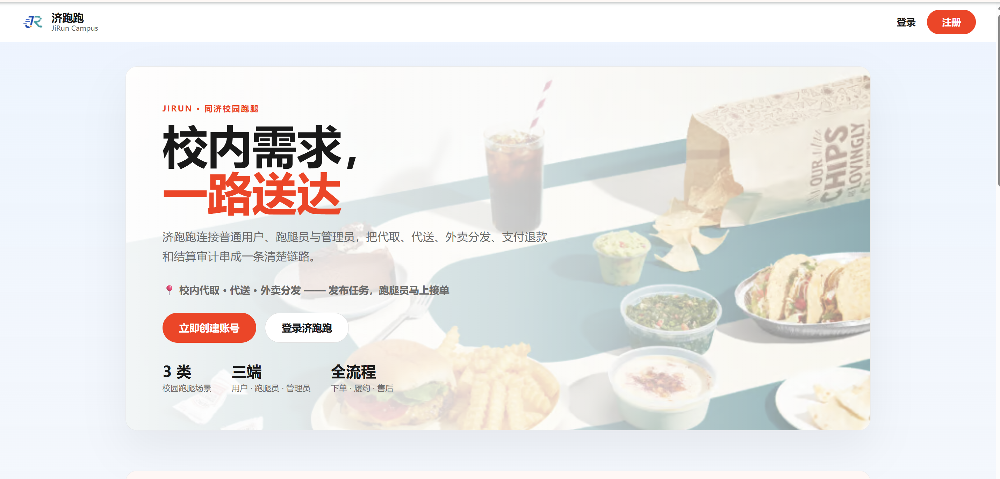 济跑跑
JiRun Campus
登录
注册
JIRUN • 同济校园跑腿
校内需求，
一路送达
济跑跑连接普通用户、跑腿员与管理员，把代取、代送、外卖分发、支付退款
和结算审计串成一条清楚链路。
📍 校内代取 • 代送 • 外卖分发 —— 发布任务，跑腿员马上接单
立即创建账号
登录济跑跑
3 类
校园跑腿场景
三端
用户 · 跑腿员 · 管理员
全流程
下单 · 履约 · 售后
OUR
CHIPS
LOVINGLY